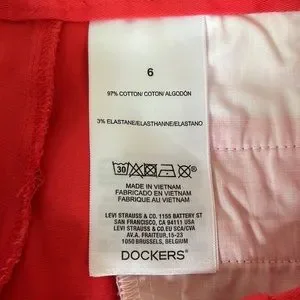 6
97% COTTON/ COTON/ALGODÓN
3% ELASTANE/ELASTHANNE/ELASTANO
30
MADE IN VIETNAM
FABRICADO EN VIETNAM
FABRIQUE AU VIETNAM
LEVI STRAUSS & CO. 1155 BATTERY ST
SAN FRANCISCO, CA 94111 USA
LEVI STRAUSS & CO.EU SCA/CVA
AV.A. FRAITEUR,15-23
1050 BRUSSELS, BELGIUM
DOCKERS®